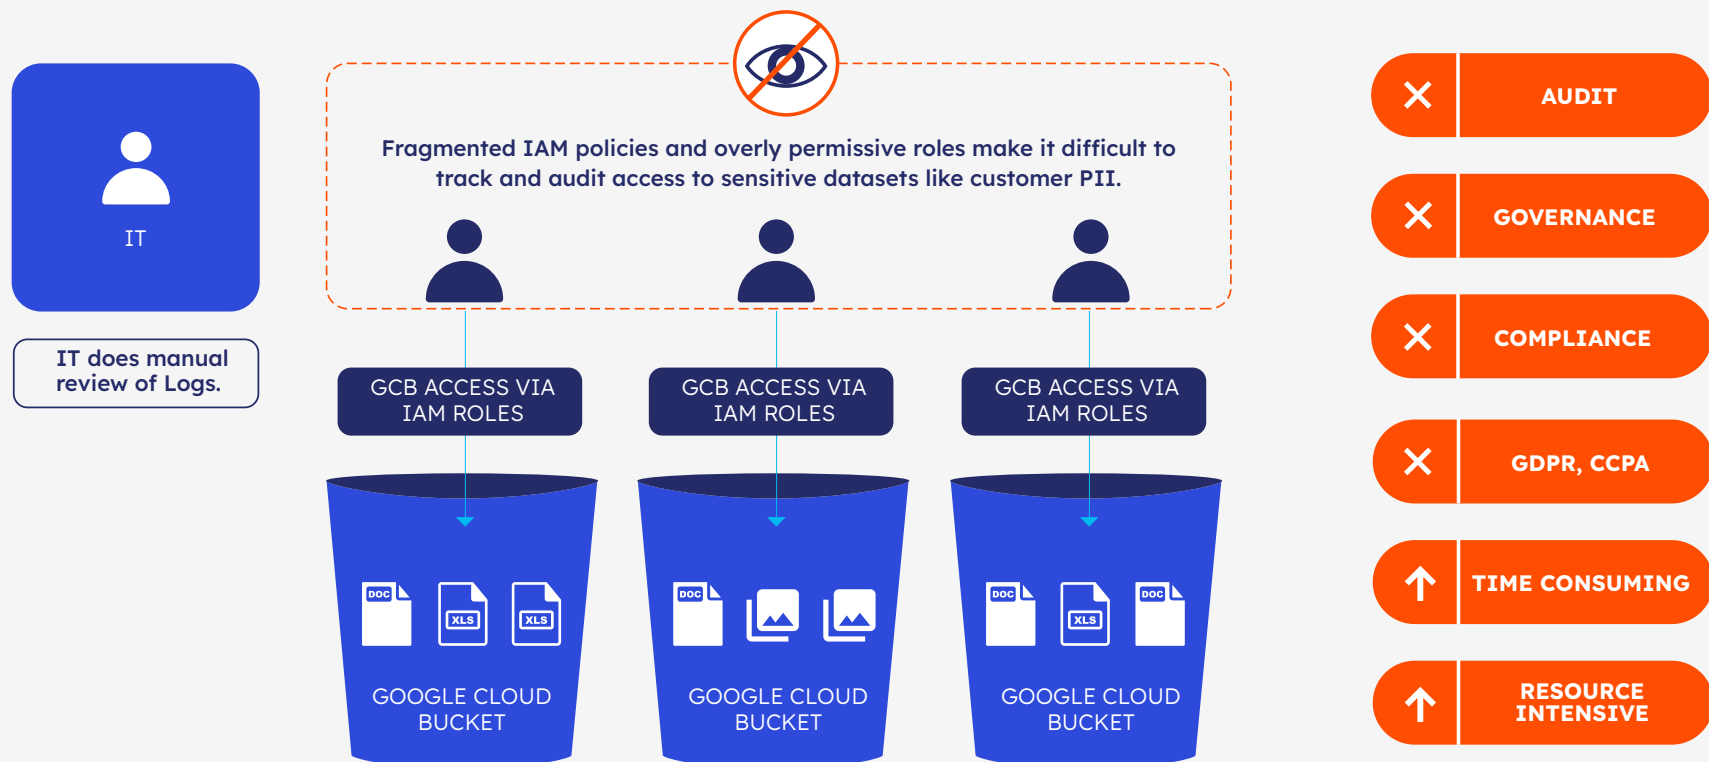 IT
IT does manual
review of Logs.
Fragmented IAM policies and overly permissive roles make it difficult to
track and audit access to sensitive datasets like customer PII.
GCB ACCESS VIA
IAM ROLES
GCB ACCESS VIA
IAM ROLES
GCB ACCESS VIA
IAM ROLES
DOC
XLS
XLS
GOOGLE CLOUD
BUCKET
DOC
GOOGLE CLOUD
BUCKET
DOC
XLS
DOC
GOOGLE CLOUD
BUCKET
AUDIT
GOVERNANCE
COMPLIANCE
GDPR, CCPA
TIME CONSUMING
RESOURCE
INTENSIVE